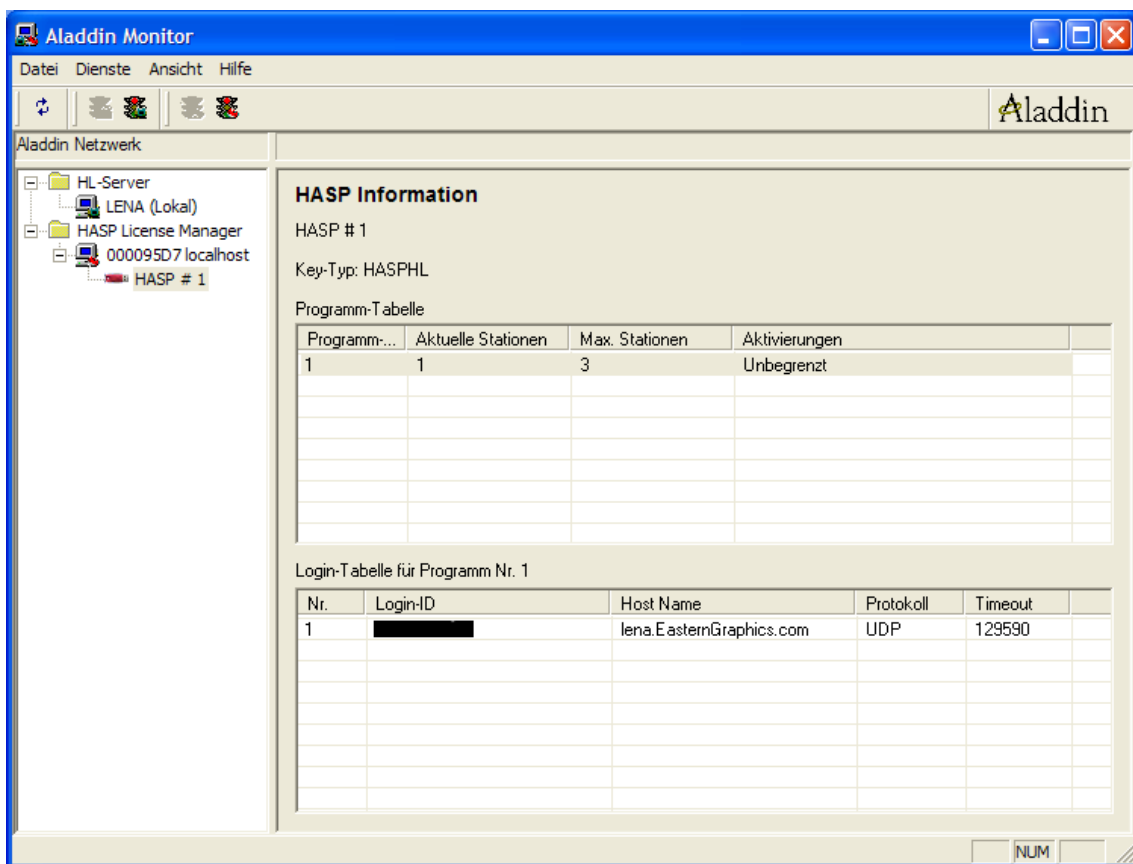 Aladdin Monitor
Datei Dienste Ansicht Hilfe
Aladdin
Aladdin Netzwerk
HL-Server
LENA (Lokal)
HASP License Manager
000095D7 localhost
HASP # 1
HASP Information
HASP # 1
Key-Typ: HASPHL
Programm-Tabelle
Programm-... Aktuelle Stationen Max. Stationen Aktivierungen
1 1 3 Unbegrenzt
Login-Tabelle für Programm Nr. 1
Nr. Login-ID Host Name Protokoll Timeout
1 lena.EasternGraphics.com UDP 129590
NUM